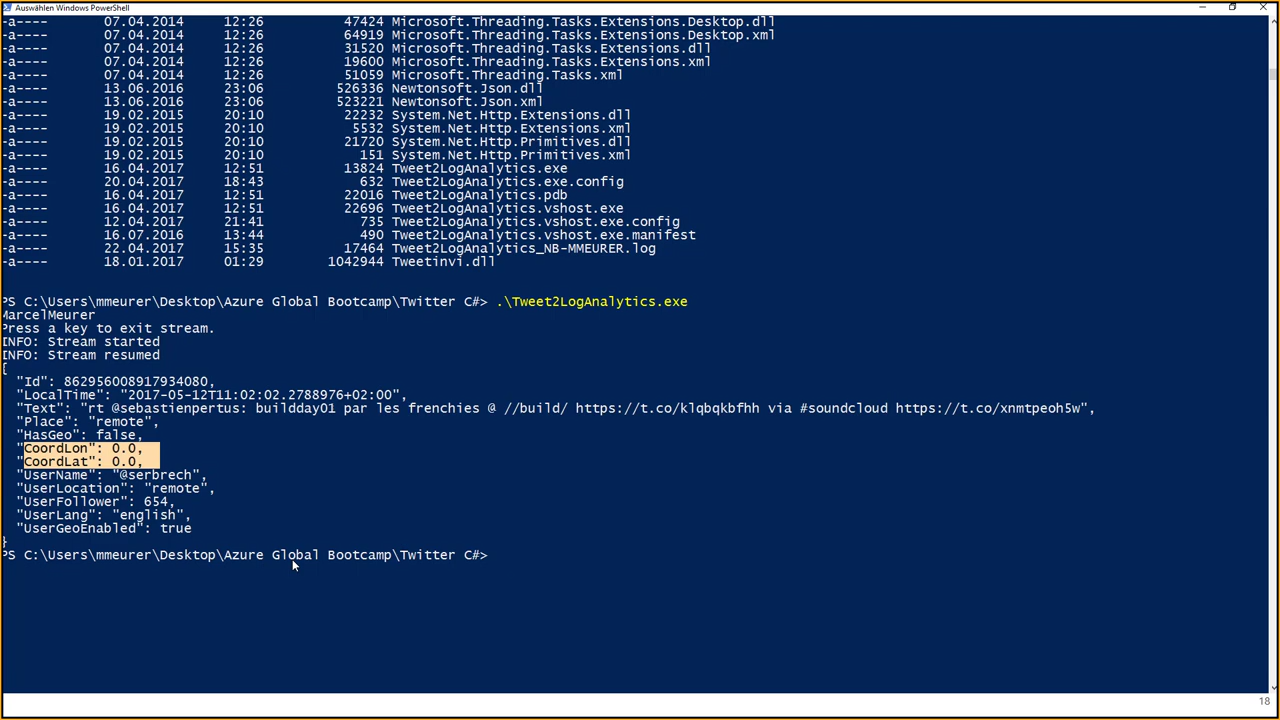 Auswählen Windows PowerShell
-a---- 07.04.2014 12:26 47424 Microsoft.Threading.Tasks.Extensions.Desktop.dll
-a---- 07.04.2014 12:26 64919 Microsoft.Threading.Tasks.Extensions.Desktop.xml
-a---- 07.04.2014 12:26 31520 Microsoft.Threading.Tasks.Extensions.dll
-a---- 07.04.2014 12:26 19600 Microsoft.Threading.Tasks.Extensions.xml
-a---- 07.04.2014 12:26 51059 Microsoft.Threading.Tasks.xml
-a---- 13.06.2016 23:06 526336 Newtonsoft.Json.dll
-a---- 13.06.2016 23:06 523221 Newtonsoft.Json.xml
-a---- 19.02.2015 20:10 22232 System.Net.Http.Extensions.dll
-a---- 19.02.2015 20:10 5532 System.Net.Http.Extensions.xml
-a---- 19.02.2015 20:10 21720 System.Net.Http.Primitives.dll
-a---- 19.02.2015 20:10 151 System.Net.Http.Primitives.xml
-a---- 16.04.2017 12:51 13824 Tweet2LogAnalytics.exe
-a---- 20.04.2017 18:43 632 Tweet2LogAnalytics.exe.config
-a---- 16.04.2017 12:51 22016 Tweet2LogAnalytics.pdb
-a---- 16.04.2017 12:51 22696 Tweet2LogAnalytics.vshost.exe
-a---- 12.04.2017 21:41 735 Tweet2LogAnalytics.vshost.exe.config
-a---- 16.07.2016 13:44 490 Tweet2LogAnalytics.vshost.exe.manifest
-a---- 22.04.2017 15:35 17464 Tweet2LogAnalytics_NB-MMEURER.log
-a---- 18.01.2017 01:29 1042944 Tweetinvi.dll
PS C:\Users\mmeurer\Desktop\Azure Global Bootcamp\Twitter C#> .\Tweet2LogAnalytics.exe
MarcelMeurer
Press a key to exit stream.
INFO: Stream started
INFO: Stream resumed
{
"Id": 862956008917934080,
"LocalTime": "2017-05-12T11:02:02.2788976+02:00",
"Text": "rt @sebastienpertus: buildday01 par les frenchies @ //build/ https://t.co/klqbqkbfhh via #soundcloud https://t.co/xnmtpeoh5w",
"Place": "remote",
"HasGeo": false,
"CoordLon": 0.0,
"CoordLat": 0.0,
"UserName": "@serbrech",
"UserLocation": "remote",
"UserFollower": 654,
"UserLang": "english",
"UserGeoEnabled": true
}
PS C:\Users\mmeurer\Desktop\Azure Global Bootcamp\Twitter C#>
18